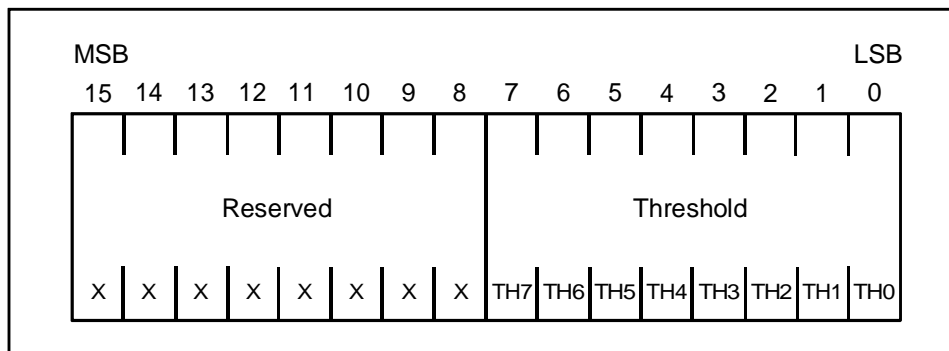 MSB LSB
15 14 13 12 11 10 9 8 7 6 5 4 3 2 1 0
Reserved Threshold
X X X X X X X X TH7 TH6 TH5 TH4 TH3 TH2 TH1 TH0